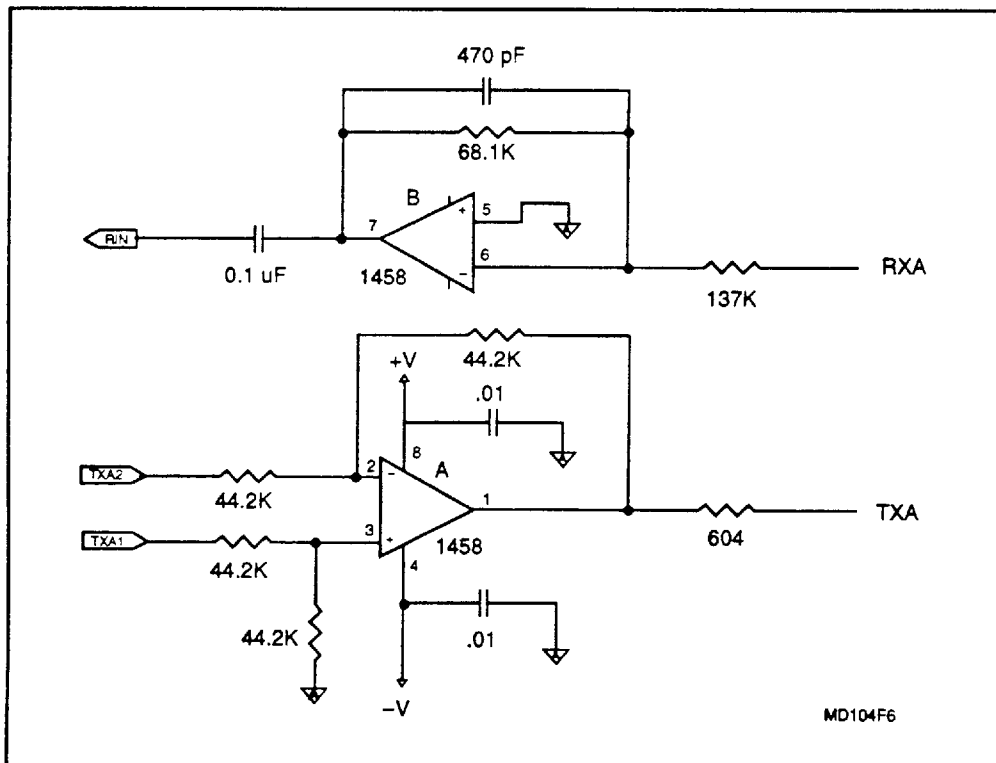 470 pF
68.1K
B
+ 5
7
RIN
6
-
0.1 uF
1458
137K
RXA
44.2K
+V
.01
8
TXA2
2 -
A
44.2K
1
TXA1
3 +
1458
604
TXA
44.2K
4
44.2K
.01
-V
A
A
A
A
MD104F6